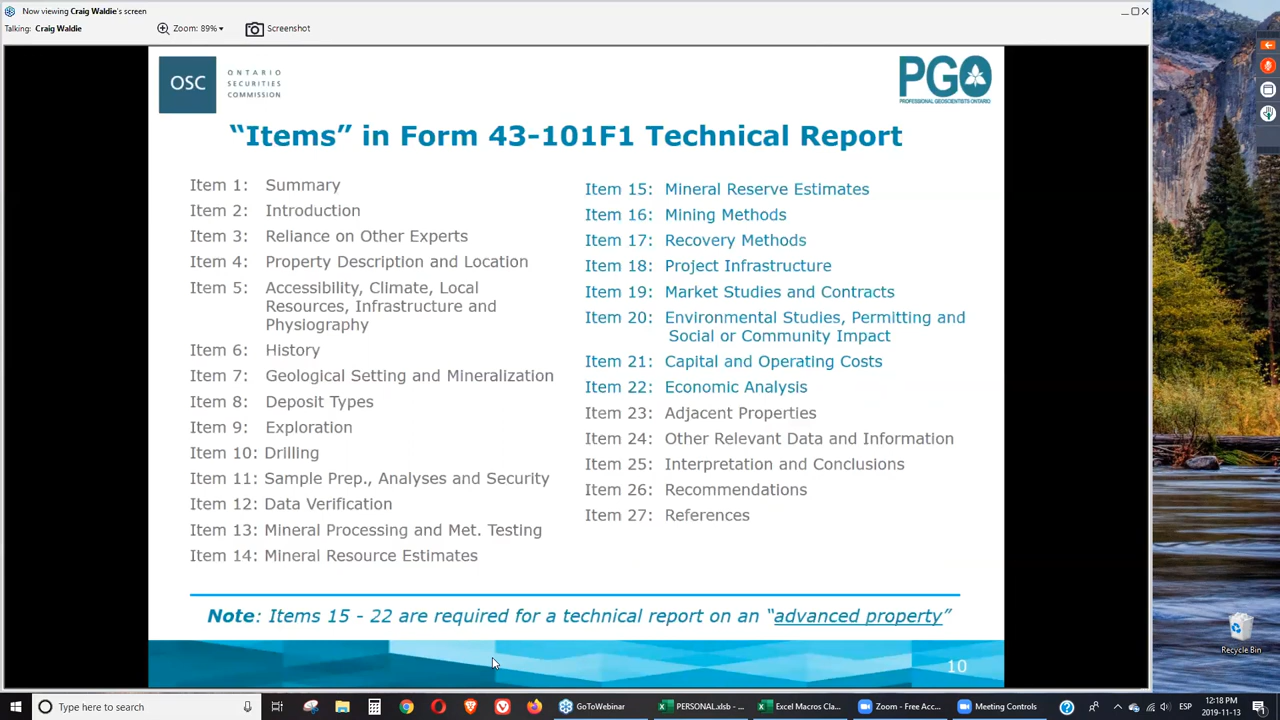 Now viewing Craig Waldie's screen
Talking: Craig Waldie
Zoom: 89%
Screenshot
OSC
ONTARIO
SECURITIES
COMMISSION
PGO
PROFESSIONAL GEOSCIENTISTS ONTARIO
“Items” in Form 43-101F1 Technical Report
Item 1: Summary
Item 2: Introduction
Item 3: Reliance on Other Experts
Item 4: Property Description and Location
Item 5: Accessibility, Climate, Local
Resources, Infrastructure and
Physiography
Item 6: History
Item 7: Geological Setting and Mineralization
Item 8: Deposit Types
Item 9: Exploration
Item 10: Drilling
Item 11: Sample Prep., Analyses and Security
Item 12: Data Verification
Item 13: Mineral Processing and Met. Testing
Item 14: Mineral Resource Estimates
Item 15: Mineral Reserve Estimates
Item 16: Mining Methods
Item 17: Recovery Methods
Item 18: Project Infrastructure
Item 19: Market Studies and Contracts
Item 20: Environmental Studies, Permitting and
Social or Community Impact
Item 21: Capital and Operating Costs
Item 22: Economic Analysis
Item 23: Adjacent Properties
Item 24: Other Relevant Data and Information
Item 25: Interpretation and Conclusions
Item 26: Recommendations
Item 27: References
Note: Items 15 - 22 are required for a technical report on an “advanced property”
10
Recycle Bin
Type here to search
GoToWebinar
PERSONAL.xlsb - ...
Excel Macros Cla...
Zoom - Free Acc...
Meeting Controls
ESP
12:18 PM
2019-11-13